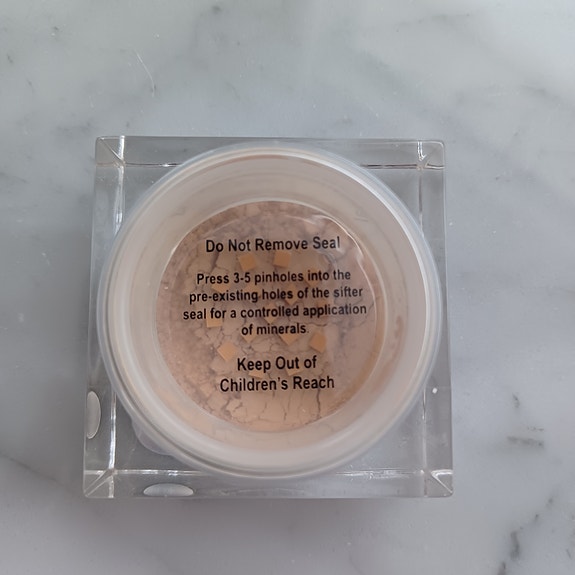 Do Not Remove Seal
Press 3-5 pinholes into the
pre-existing holes of the sifter
seal for a controlled application
of minerals.
Keep Out of
Children's Reach